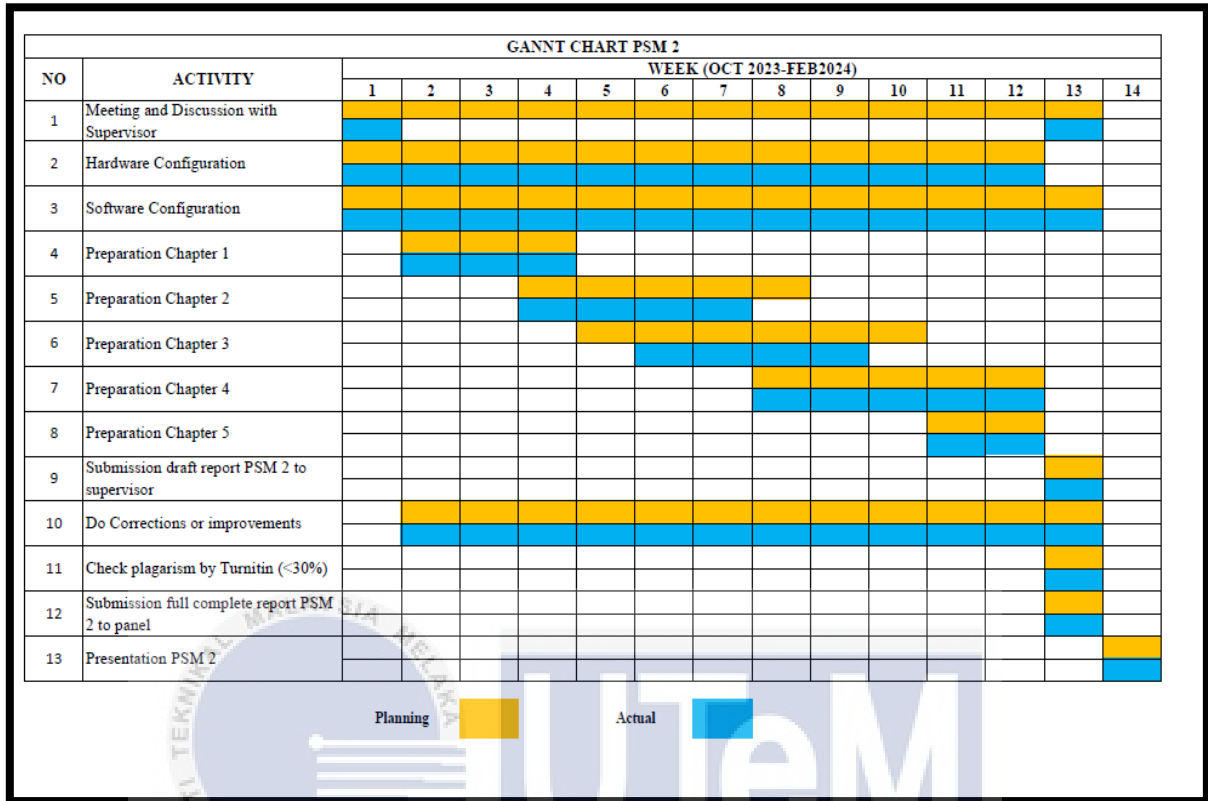 GANNT CHART PSM 2
NO ACTIVITY WEEK (OCT 2023-FEB2024)
1 2 3 4 5 6 7 8 9 10 11 12 13 14
1 Meeting and Discussion with
Supervisor
2 Hardware Configuration
3 Software Configuration
4 Preparation Chapter 1
5 Preparation Chapter 2
6 Preparation Chapter 3
7 Preparation Chapter 4
8 Preparation Chapter 5
9 Submission draft report PSM 2 to
supervisor
10 Do Corrections or improvements
11 Check plagarism by Turnitin (<30%)
12 Submission full complete report PSM
2 to panel
13 Presentation PSM 2
Planning Actual
TEKNIKAL MALAYSIA MELAKA
UTeM